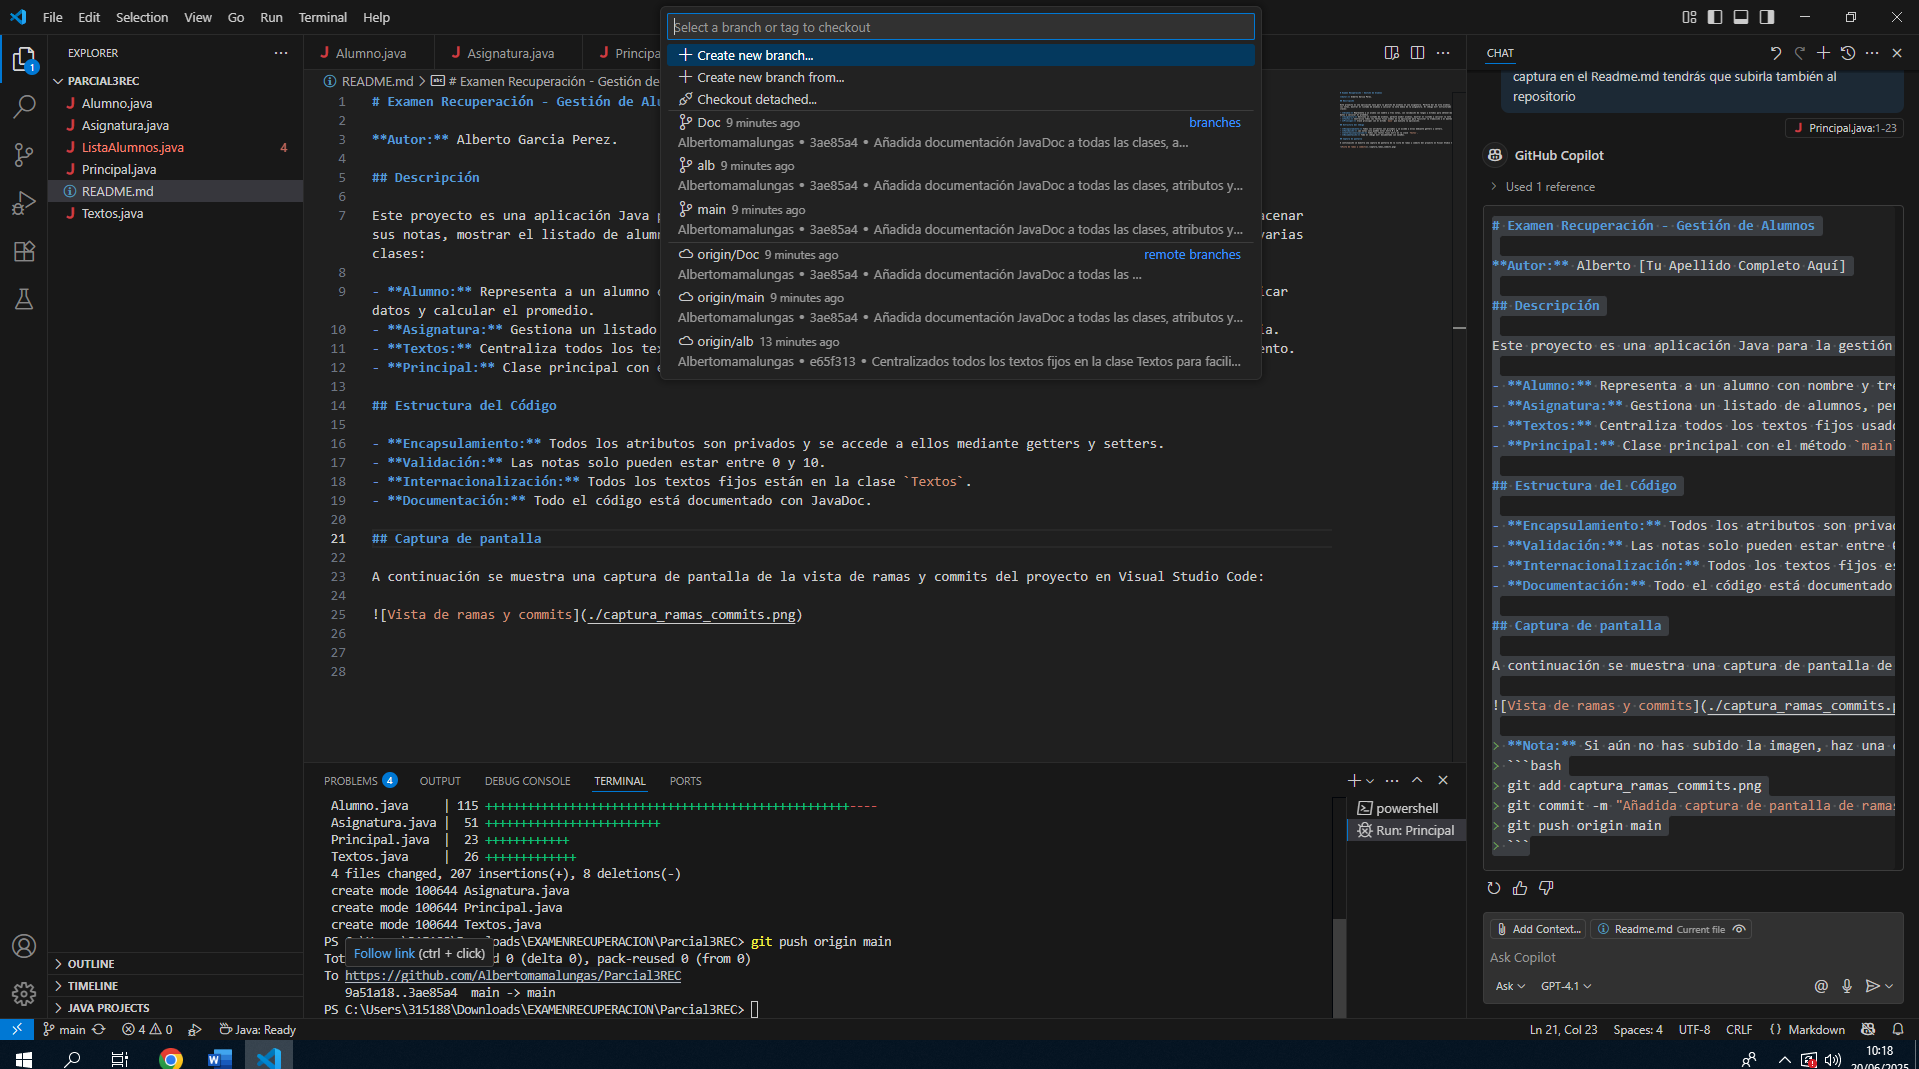 File Edit Selection View Go Run Terminal Help
Select a branch or tag to checkout
Create new branch...
Create new branch from...
Checkout detached...
Doc 9 minutes ago branches
Albertomamalungas • 3ae85a4 • Añadida documentación JavaDoc a todas las clases, a...
alb 9 minutes ago
Albertomamalungas • 3ae85a4 • Añadida documentación JavaDoc a todas las clases, atributos y...
main 9 minutes ago
Albertomamalungas • 3ae85a4 • Añadida documentación JavaDoc a todas las clases, atributos y...
origin/Doc 9 minutes ago remote branches
Albertomamalungas • 3ae85a4 • Añadida documentación JavaDoc a todas las ...
origin/main 9 minutes ago
Albertomamalungas • 3ae85a4 • Añadida documentación JavaDoc a todas las clases, atributos y...
origin/alb 13 minutes ago
Albertomamalungas • e65f313 • Centralizados todos los textos fijos en la clase Textos para facili...
EXPLORER
PARCIAL3REC
Alumno.java
Asignatura.java
ListaAlumnos.java 4
Principal.java
README.md
Textos.java
OUTLINE
TIMELINE
JAVA PROJECTS
Alumno.java Asignatura.java Principa
README.md > # Examen Recuperación - Gestión de
1 # Examen Recuperación - Gestión de Al
2
3 **Autor:** Alberto Garcia Perez.
4
5 ## Descripción
6
7 Este proyecto es una aplicación Java acenar
sus notas, mostrar el listado de alum arias
clases:
8
9 - **Alumno:** Representa a un alumno icar
datos y calcular el promedio.
10 - **Asignatura:** Gestiona un listado a.
11 - **Textos:** Centraliza todos los te ento.
12 - **Principal:** Clase principal con
13
14 ## Estructura del Código
15
16 - **Encapsulamiento:** Todos los atributos son privados y se accede a ellos mediante getters y setters.
17 - **Validación:** Las notas solo pueden estar entre 0 y 10.
18 - **Internacionalización:** Todos los textos fijos están en la clase `Textos`.
19 - **Documentación:** Todo el código está documentado con JavaDoc.
20
21 ## Captura de pantalla
22
23 A continuación se muestra una captura de pantalla de la vista de ramas y commits del proyecto en Visual Studio Code:
24
25 ![Vista de ramas y commits](./captura_ramas_commits.png)
26
27
28
PROBLEMS 4 OUTPUT DEBUG CONSOLE TERMINAL PORTS
Alumno.java | 115 ++++++++++++++++++++++++++++++++++++++++++++++++++++----
Asignatura.java | 51 +++++++++++++++++++++++++
Principal.java | 23 ++++++++++++
Textos.java | 26 +++++++++++++
4 files changed, 207 insertions(+), 8 deletions(-)
create mode 100644 Asignatura.java
create mode 100644 Principal.java
create mode 100644 Textos.java
PS oads\EXAMENRECUPERACION\Parcial3REC> git push origin main
Follow link (ctrl + click)
Tot d 0 (delta 0), pack-reused 0 (from 0)
To https://github.com/Albertomamalungas/Parcial3REC
9a51a18..3ae85a4 main -> main
PS C:\Users\315188\Downloads\EXAMENRECUPERACION\Parcial3REC>
powershell
Run: Principal
CHAT
captura en el Readme.md tendrás que subirla también al
repositorio
Principal.java:1-23
GitHub Copilot
Used 1 reference
# Examen Recuperación - Gestión de Alumnos
**Autor:** Alberto [Tu Apellido Completo Aquí]
## Descripción
Este proyecto es una aplicación Java para la gestión
- **Alumno:** Representa a un alumno con nombre y tre
- **Asignatura:** Gestiona un listado de alumnos, per
- **Textos:** Centraliza todos los textos fijos usado
- **Principal:** Clase principal con el método `main`
## Estructura del Código
- **Encapsulamiento:** Todos los atributos son privad
- **Validación:** Las notas solo pueden estar entre
- **Internacionalización:** Todos los textos fijos es
- **Documentación:** Todo el código está documentado
## Captura de pantalla
A continuación se muestra una captura de pantalla de
![Vista de ramas y commits](./captura_ramas_commits.p
> **Nota:** Si aún no has subido la imagen, haz una
> ```bash
> git add captura_ramas_commits.png
> git commit -m "Añadida captura de pantalla de ramas
> git push origin main
> ```
Add Context... Readme.md Current file
Ask Copilot
Ask GPT-4.1
main 4 0 Java: Ready
Ln 21, Col 23 Spaces: 4 UTF-8 CRLF {} Markdown
10:18
20/06/2025